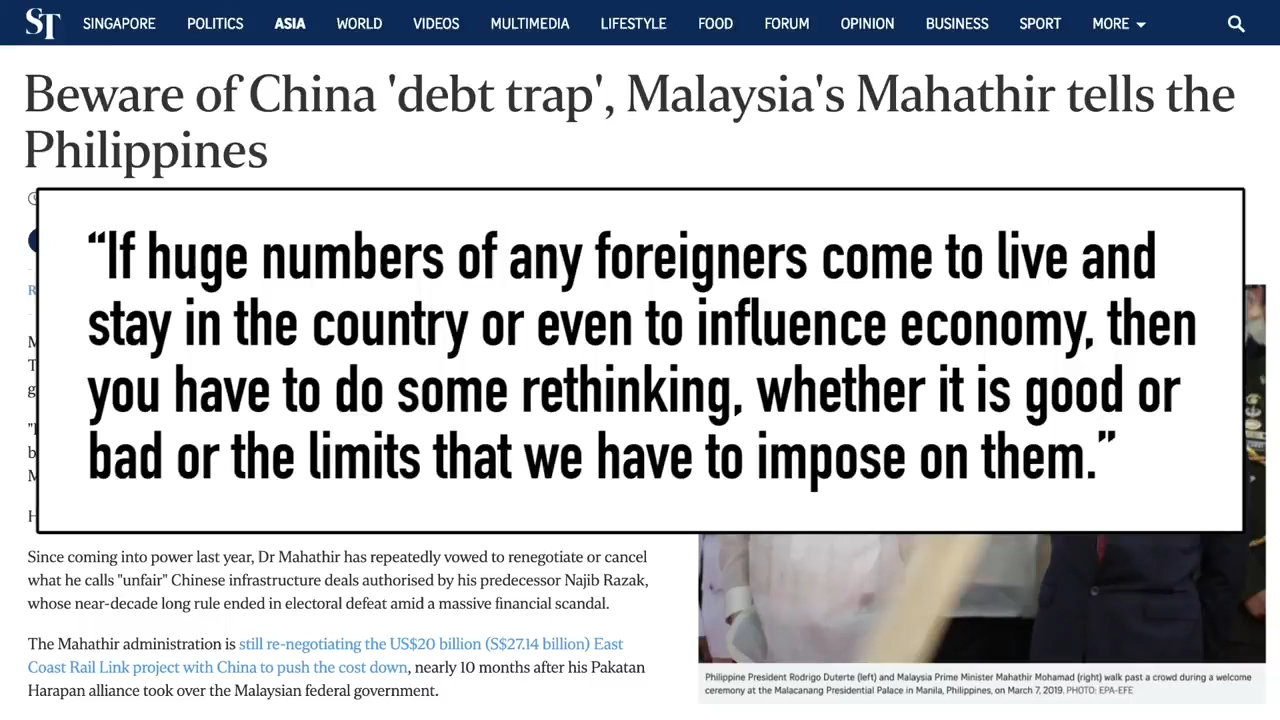 ST SINGAPORE POLITICS ASIA WORLD VIDEOS MULTIMEDIA LIFESTYLE FOOD FORUM OPINION BUSINESS SPORT MORE
Beware of China 'debt trap', Malaysia's Mahathir tells the
Philippines
“If huge numbers of any foreigners come to live and
stay in the country or even to influence economy, then
you have to do some rethinking, whether it is good or
bad or the limits that we have to impose on them.”
Since coming into power last year, Dr Mahathir has repeatedly vowed to renegotiate or cancel
what he calls "unfair" Chinese infrastructure deals authorised by his predecessor Najib Razak,
whose near-decade long rule ended in electoral defeat amid a massive financial scandal.
The Mahathir administration is still re-negotiating the US$20 billion (S$27.14 billion) East
Coast Rail Link project with China to push the cost down, nearly 10 months after his Pakatan
Harapan alliance took over the Malaysian federal government.
Philippine President Rodrigo Duterte (left) and Malaysia Prime Minister Mahathir Mohamad (right) walk past a crowd during a welcome
ceremony at the Malacanang Presidential Palace in Manila, Philippines, on March 7, 2019. PHOTO: EPA-EFE